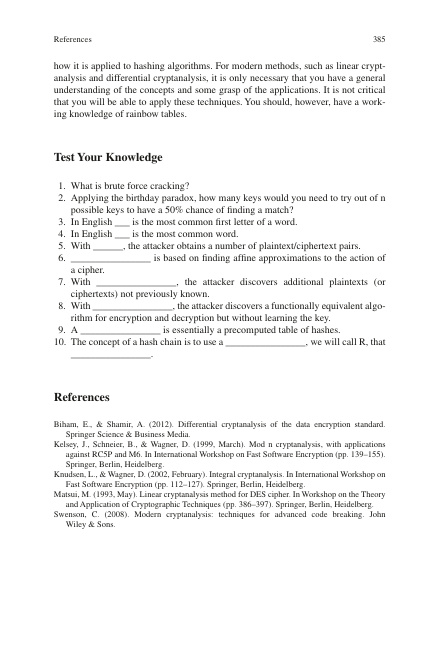 References 385
how it is applied to hashing algorithms. For modern methods, such as linear crypt-
analysis and differential cryptanalysis, it is only necessary that you have a general
understanding of the concepts and some grasp of the applications. It is not critical
that you will be able to apply these techniques. You should, however, have a work-
ing knowledge of rainbow tables.
Test Your Knowledge
1. What is brute force cracking?
2. Applying the birthday paradox, how many keys would you need to try out of n
possible keys to have a 50% chance of finding a match?
3. In English ___ is the most common first letter of a word.
4. In English ___ is the most common word.
5. With ______, the attacker obtains a number of plaintext/ciphertext pairs.
6. ________________ is based on finding affine approximations to the action of
a cipher.
7. With ________________, the attacker discovers additional plaintexts (or
ciphertexts) not previously known.
8. With ________________, the attacker discovers a functionally equivalent algo-
rithm for encryption and decryption but without learning the key.
9. A ________________ is essentially a precomputed table of hashes.
10. The concept of a hash chain is to use a ________________, we will call R, that
________________.
References
Biham, E., & Shamir, A. (2012). Differential cryptanalysis of the data encryption standard.
Springer Science & Business Media.
Kelsey, J., Schneier, B., & Wagner, D. (1999, March). Mod n cryptanalysis, with applications
against RC5P and M6. In International Workshop on Fast Software Encryption (pp. 139–155).
Springer, Berlin, Heidelberg.
Knudsen, L., & Wagner, D. (2002, February). Integral cryptanalysis. In International Workshop on
Fast Software Encryption (pp. 112–127). Springer, Berlin, Heidelberg.
Matsui, M. (1993, May). Linear cryptanalysis method for DES cipher. In Workshop on the Theory
and Application of Cryptographic Techniques (pp. 386–397). Springer, Berlin, Heidelberg.
Swenson, C. (2008). Modern cryptanalysis: techniques for advanced code breaking. John
Wiley & Sons.